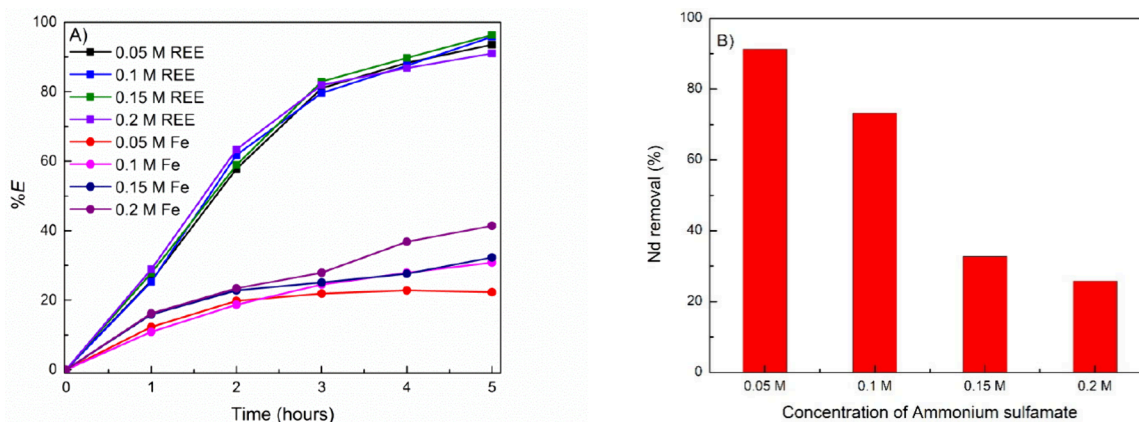 A)
0.05 M REE
0.1 M REE
0.15 M REE
0.2 M REE
0.05 M Fe
0.1 M Fe
0.15 M Fe
0.2 M Fe
%E
100
80
60
40
20
0
0 1 2 3 4 5
Time (hours)
B)
Nd removal (%)
100
80
60
40
20
0
0.05 M 0.1 M 0.15 M 0.2 M
Concentration of Ammonium sulfamate